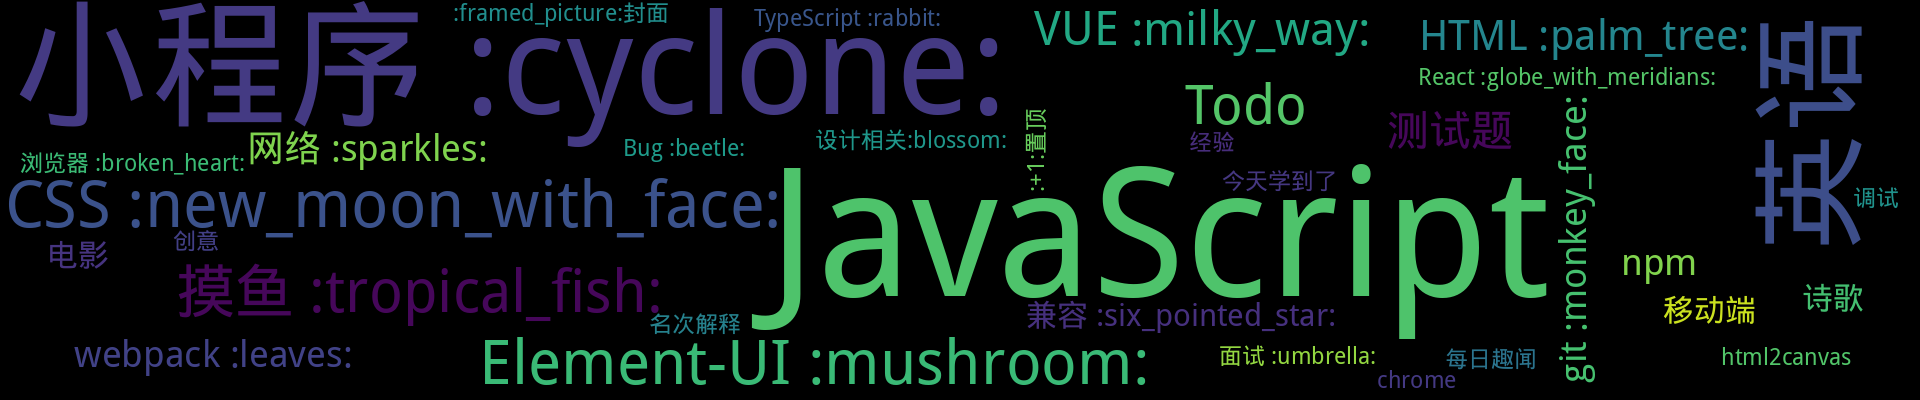 小程序 :cyclone:
:framed_picture:封面
TypeScript :rabbit:
VUE :milky_way:
HTML :palm_tree:
英语
React :globe_with_meridians:
Todo
测试题
经验
:+1:置顶
设计相关:blossom:
Bug :beetle:
网络 :sparkles:
浏览器 :broken_heart:
CSS :new_moon_with_face:
JavaScript
今天学到了
git :monkey_face:
调试
创意
电影
摸鱼 :tropical_fish:
npm
移动端
诗歌
兼容 :six_pointed_star:
名次解释
webpack :leaves:
Element-UI :mushroom:
面试 :umbrella:
每日趣闻
html2canvas
chrome